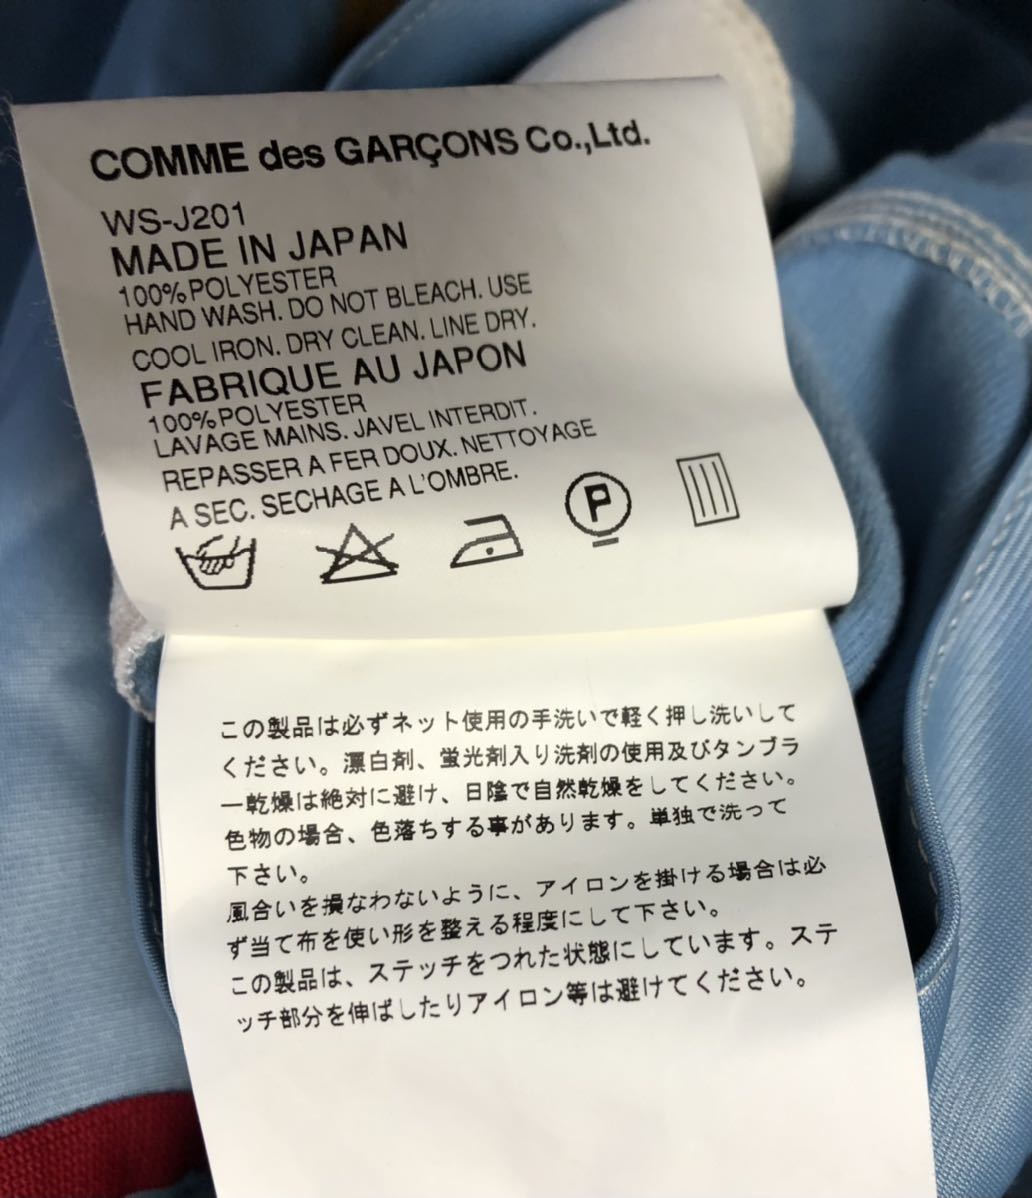 COMME des GARÇONS Co.,Ltd.
WS-J201
MADE IN JAPAN
100%POLYESTER
HAND WASH. DO NOT BLEACH. USE
COOL IRON. DRY CLEAN. LINE DRY.
FABRIQUE AU JAPON
100%POLYESTER
LAVAGE MAINS. JAVEL INTERDIT.
REPASSER A FER DOUX. NETTOYAGE
A SEC. SECHAGE A L'OMBRE.
P
この製品は必ずネット使用の手洗いで軽く押し洗いして
ください。漂白剤、蛍光剤入り洗剤の使用及びタンブラ
ー乾燥は絶対に避け、日陰で自然乾燥をしてください。
色物の場合、色落ちする事があります。単独で洗って
下さい。
風合いを損なわないように、アイロンを掛ける場合は必
ず当て布を使い形を整える程度にして下さい。
この製品は、ステッチをつれた状態にしています。ステ
ッチ部分を伸ばしたりアイロン等は避けてください。